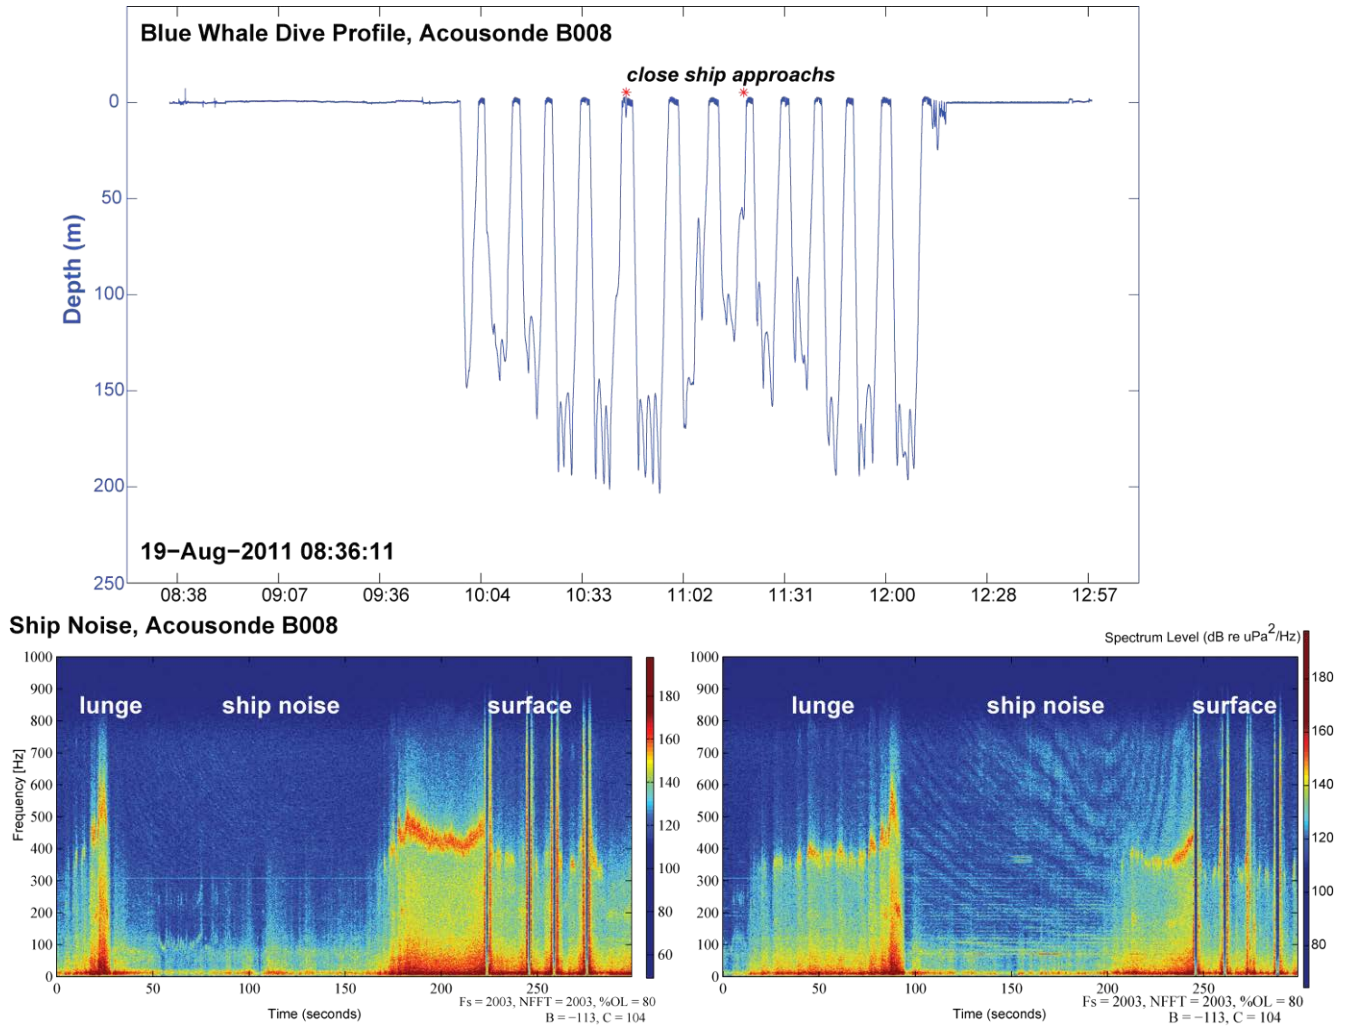 Blue Whale Dive Profile, Acousonde B008
close ship approachs
0
50
100
150
200
250
Depth (m)
19-Aug-2011 08:36:11
08:38 09:07 09:36 10:04 10:33 11:02 11:31 12:00 12:28 12:57
Ship Noise, Acousonde B008
Spectrum Level (dB re uPa2/Hz)
1000
900
800
700
600
500
400
300
200
100
0
Frequency [Hz]
lunge ship noise surface
0 50 100 150 200 250
Time (seconds)
Fs = 2003, NFFT = 2003, %OL = 80
B = −113, C = 104
180
160
140
120
100
80
60
1000
900
800
700
600
500
400
300
200
100
0
lunge ship noise surface
0 50 100 150 200 250
Time (seconds)
Fs = 2003, NFFT = 2003, %OL = 80
B = −113, C = 104
180
160
140
120
100
80